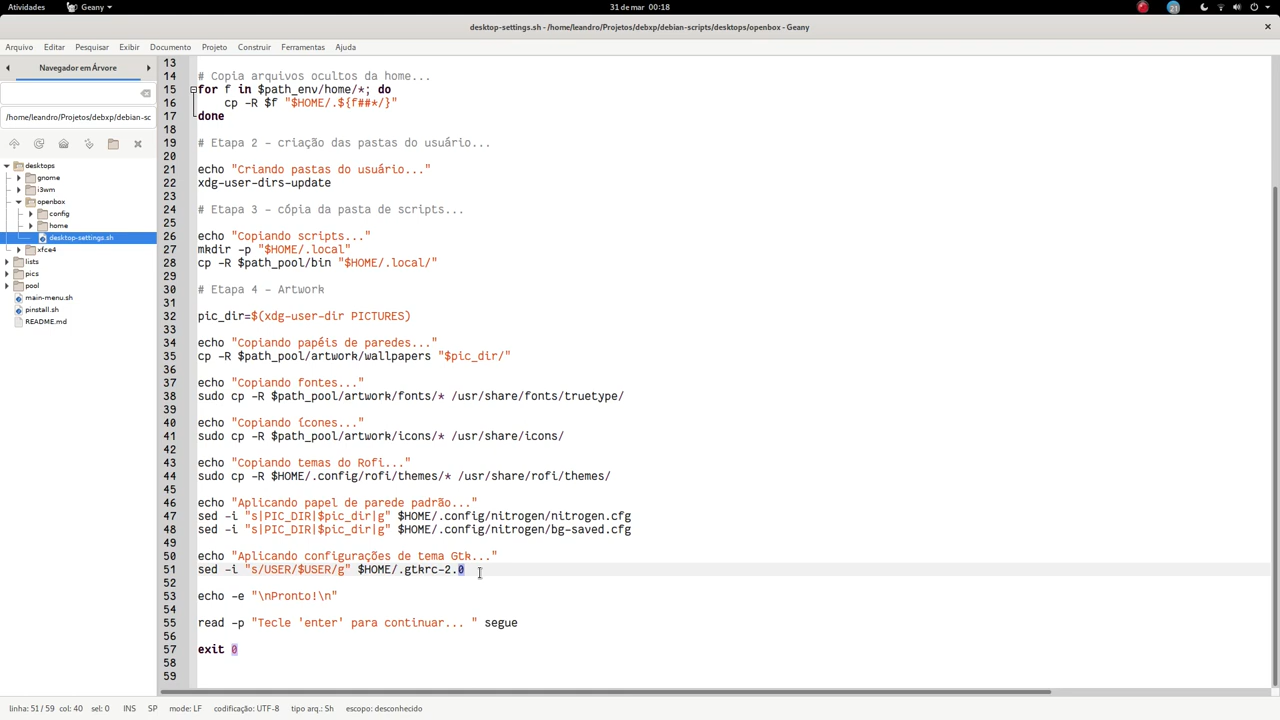 Atividades
Geany
31 de mar 00:18
21
desktop-settings.sh - /home/leandro/Projetos/debxp/debian-scripts/desktops/openbox - Geany
Arquivo Editar Pesquisar Exibir Documento Projeto Construir Ferramentas Ajuda
Navegador em Árvore
/home/leandro/Projetos/debxp/debian-sc
desktops
gnome
i3wm
openbox
config
home
desktop-settings.sh
xfce4
lists
pics
pool
main-menu.sh
pinstall.sh
README.md
13
14 # Copia arquivos ocultos da home...
15 for f in $path_env/home/*; do
16 cp -R $f "$HOME/.${f##*/}"
17 done
18
19 # Etapa 2 - criação das pastas do usuário...
20
21 echo "Criando pastas do usuário..."
22 xdg-user-dirs-update
23
24 # Etapa 3 - cópia da pasta de scripts...
25
26 echo "Copiando scripts..."
27 mkdir -p "$HOME/.local"
28 cp -R $path_pool/bin "$HOME/.local/"
29
30 # Etapa 4 - Artwork
31
32 pic_dir=$(xdg-user-dir PICTURES)
33
34 echo "Copiando papéis de paredes..."
35 cp -R $path_pool/artwork/wallpapers "$pic_dir/"
36
37 echo "Copiando fontes..."
38 sudo cp -R $path_pool/artwork/fonts/* /usr/share/fonts/truetype/
39
40 echo "Copiando ícones..."
41 sudo cp -R $path_pool/artwork/icons/* /usr/share/icons/
42
43 echo "Copiando temas do Rofi..."
44 sudo cp -R $HOME/.config/rofi/themes/* /usr/share/rofi/themes/
45
46 echo "Aplicando papel de parede padrão..."
47 sed -i "s|PIC_DIR|$pic_dir|g" $HOME/.config/nitrogen/nitrogen.cfg
48 sed -i "s|PIC_DIR|$pic_dir|g" $HOME/.config/nitrogen/bg-saved.cfg
49
50 echo "Aplicando configurações de tema Gtk..."
51 sed -i "s/USER/$USER/g" $HOME/.gtkrc-2.0
52
53 echo -e "\nPronto!\n"
54
55 read -p "Tecle 'enter' para continuar... " segue
56
57 exit 0
58
59
linha: 51 / 59 col: 40 sel: 0 INS SP mode: LF codificação: UTF-8 tipo arq.: Sh escopo: desconhecido